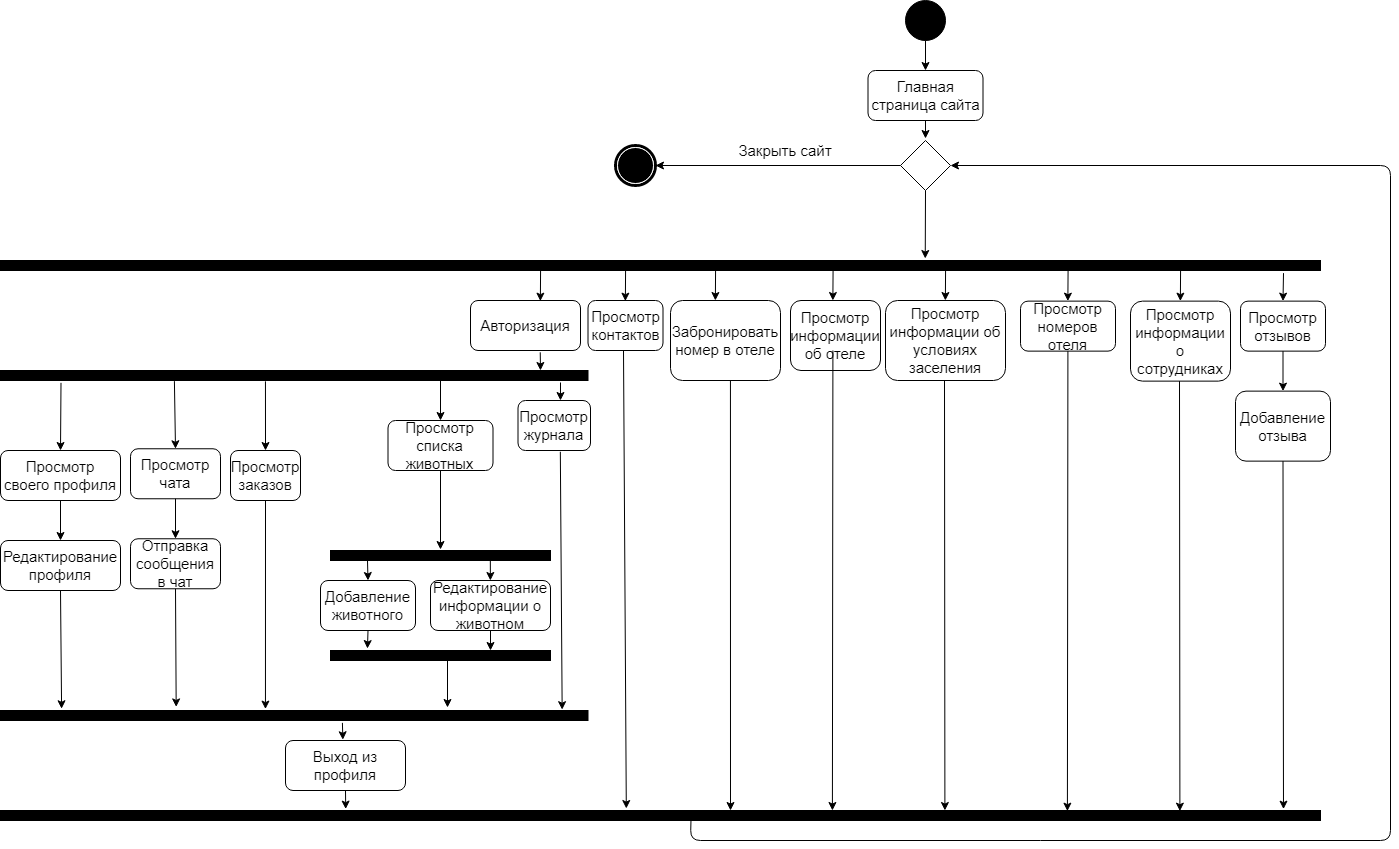 Главная
страница сайта
Закрыть сайт
Авторизация
Просмотр
контактов
Забронировать
номер в отеле
Просмотр
информации
об отеле
Просмотр
информации об
условиях
заселения
Просмотр
номеров
отеля
Просмотр
информации
о
сотрудниках
Просмотр
отзывов
Добавление
отзыва
Просмотр
журнала
Просмотр
списка
животных
Просмотр
своего профиля
Просмотр
чата
Просмотр
заказов
Редактирование
профиля
Отправка
сообщения
в чат
Добавление
животного
Редактирование
информации о
животном
Выход из
профиля